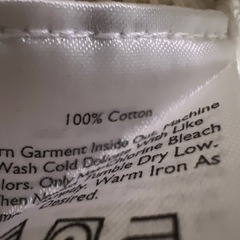 100% Cotton
rn Garment Inside Out. Machine
Wash Cold Delicate With Like
olors. Only Non-Chlorine Bleach
When Needed. Tumble Dry Low.
Warm Iron As
Desired.